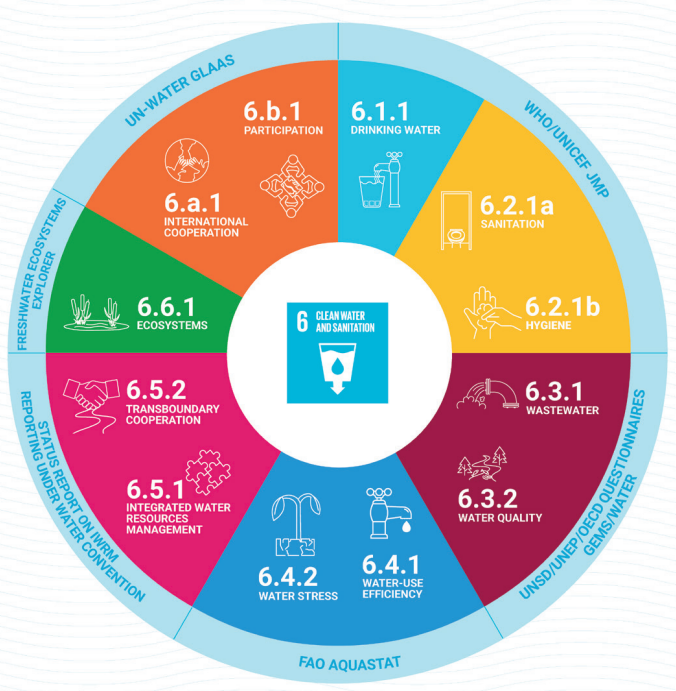 UN-WATER GLAAS
6.b.1
PARTICIPATION
6.a.1
INTERNATIONAL
COOPERATION
WHO/UNICEF JMP
6.1.1
DRINKING WATER
6.2.1a
SANITATION
6.2.1b
HYGIENE
UNSD/UNEP/OECD QUESTIONNAIRES
GEMS/WATER
6.3.1
WASTEWATER
6.3.2
WATER QUALITY
FAO AQUASTAT
6.4.1
WATER-USE
EFFICIENCY
6.4.2
WATER STRESS
STATUS REPORT ON IWRM
REPORTING UNDER WATER CONVENTION
6.5.1
INTEGRATED WATER
RESOURCES
MANAGEMENT
6.5.2
TRANSBOUNDARY
COOPERATION
FRESHWATER ECOSYSTEMS
EXPLORER
6.6.1
ECOSYSTEMS
6 CLEAN WATER
AND SANITATION